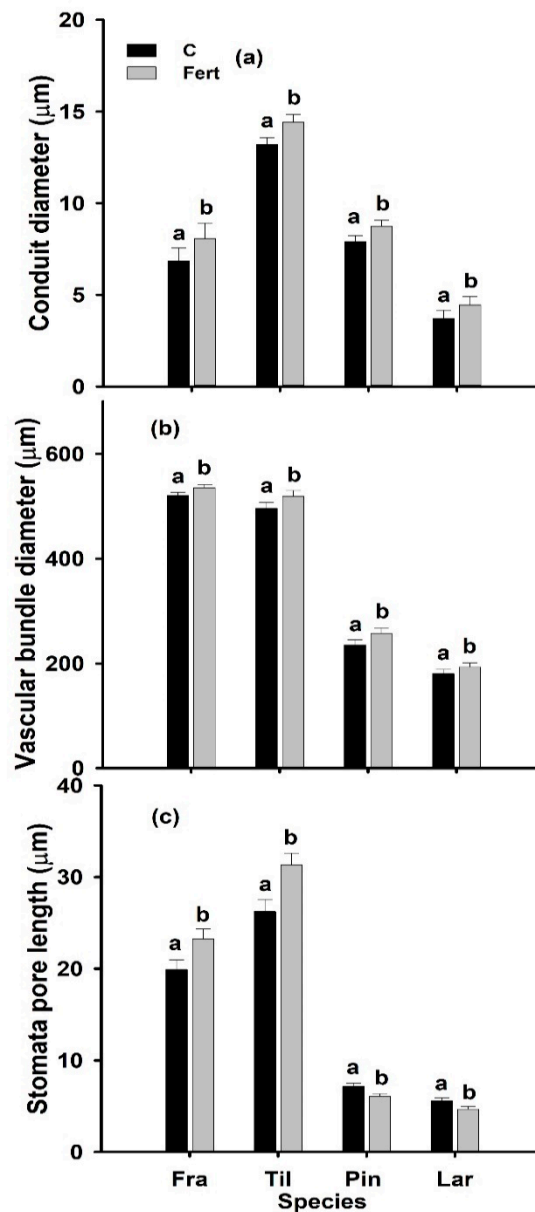 20
C
(a)
Fert
b
a
15
Conduit diameter (µm)
10
b
a
a
b
5
a
b
0
(b)
600
a b
a b
Vascular bundle diameter (µm)
400
a b
200
a b
0
40
(c)
b
30
a
Stomata pore length (µm)
b
a
20
10
a b
a b
0
Fra Til Pin Lar
Species